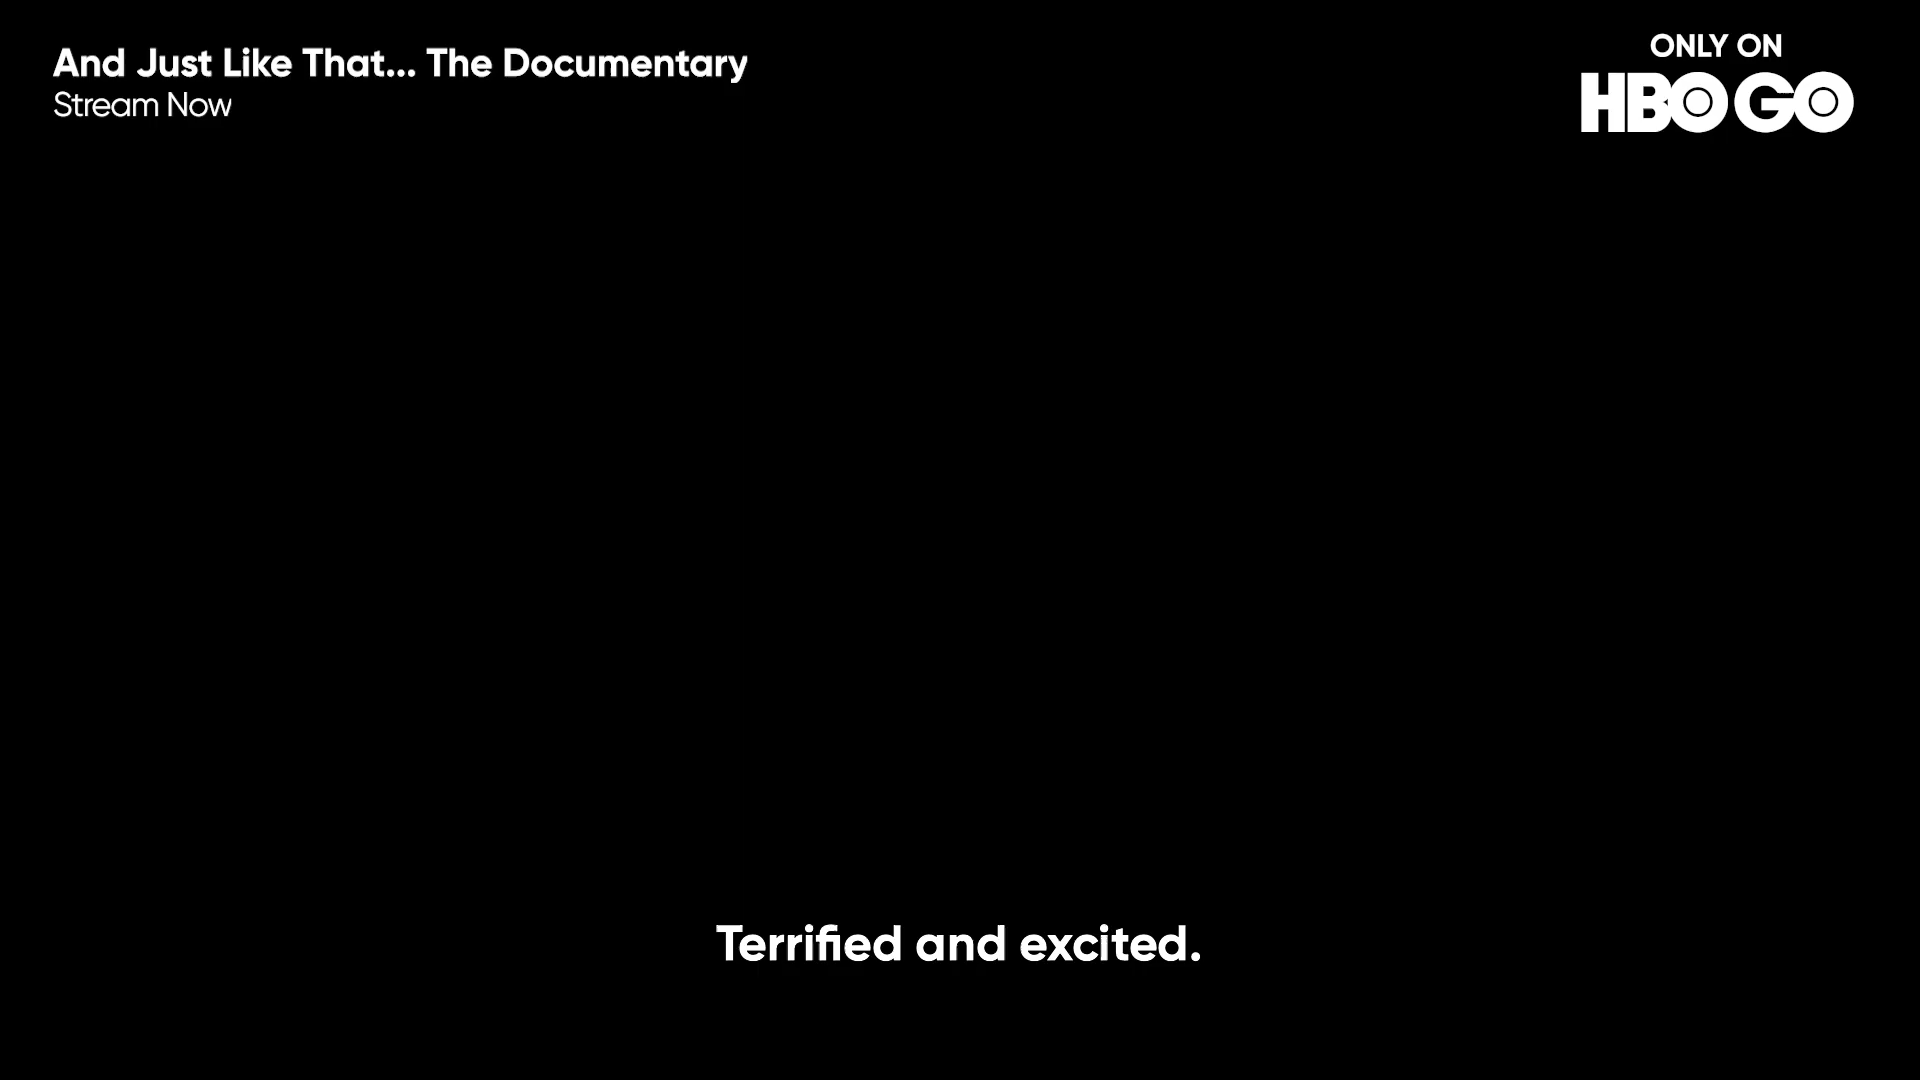 And Just Like That... The Documentary
Stream Now
ONLY ON
HBO GO
Terrified and excited.